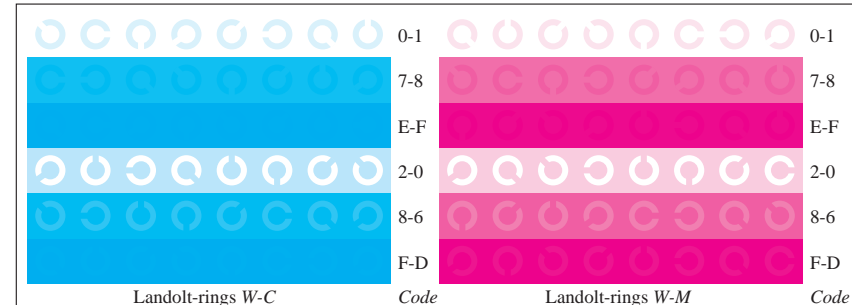 0-1
7-8
E-F
2-0
8-6
F-D
Landolt-rings W-C Code
0-1
7-8
E-F
2-0
8-6
F-D
Landolt-rings W-M Code